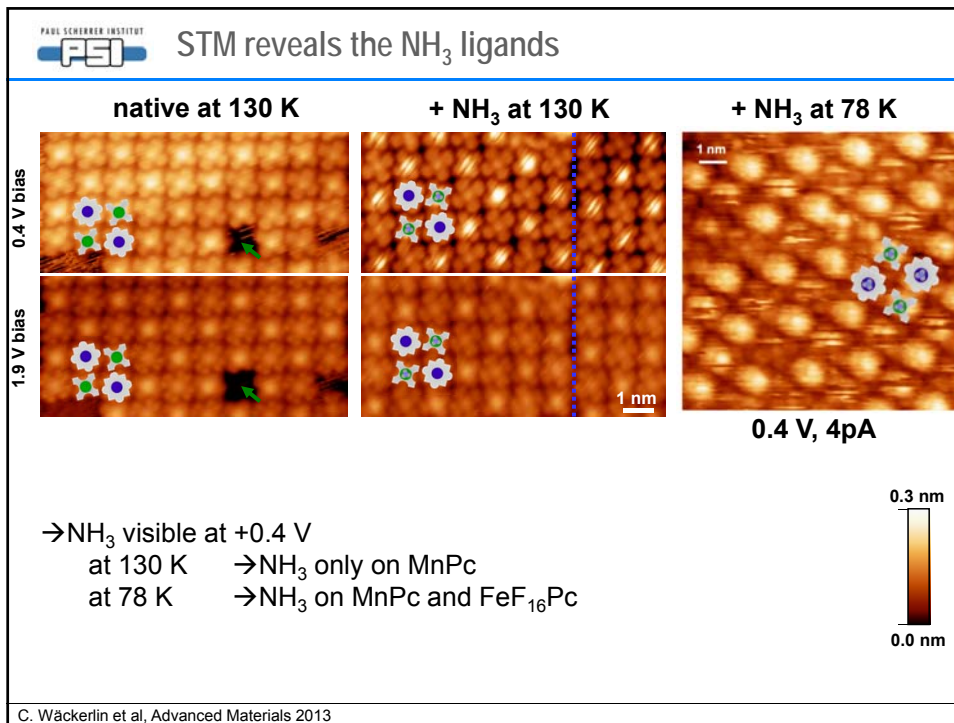 PAUL SCHERRER INSTITUT
PSI
STM reveals the NH₃ ligands
native at 130 K
+ NH₃ at 130 K
+ NH₃ at 78 K
0.4 V bias
1.9 V bias
1 nm
1 nm
0.4 V, 4pA
→NH₃ visible at +0.4 V
at 130 K →NH₃ only on MnPc
at 78 K →NH₃ on MnPc and FeF₁₆Pc
0.3 nm
0.0 nm
C. Wäckerlin et al, Advanced Materials 2013